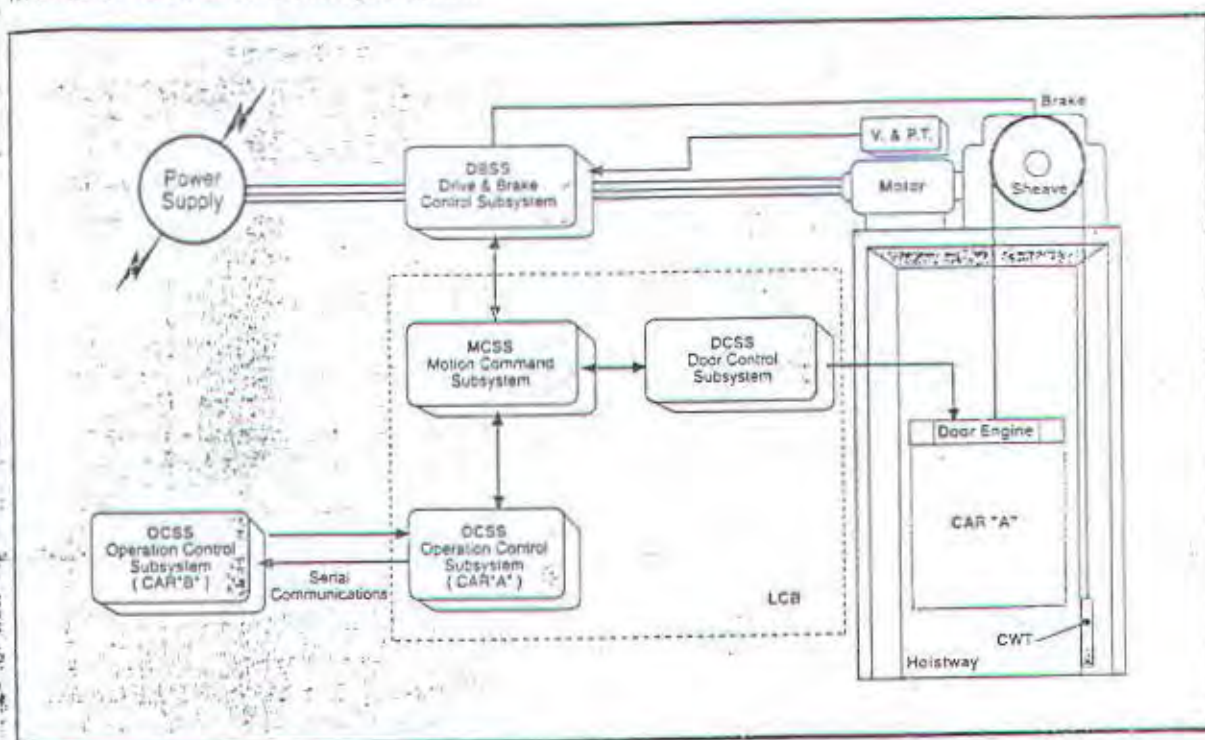 Brake
V. & P.T.
Power
Supply
DBSS
Drive & Brake
Control Subsystem
Motor
Sheave
MCSS
Motion Command
Subsystem
DCSS
Door Control
Subsystem
Door Engine
CAR "A"
OCSS
Operation Control
Subsystem
(CAR"B")
Serial
Communications
OCSS
Operation Control
Subsystem
(CAR"A")
LCB
CWT
Hoistway